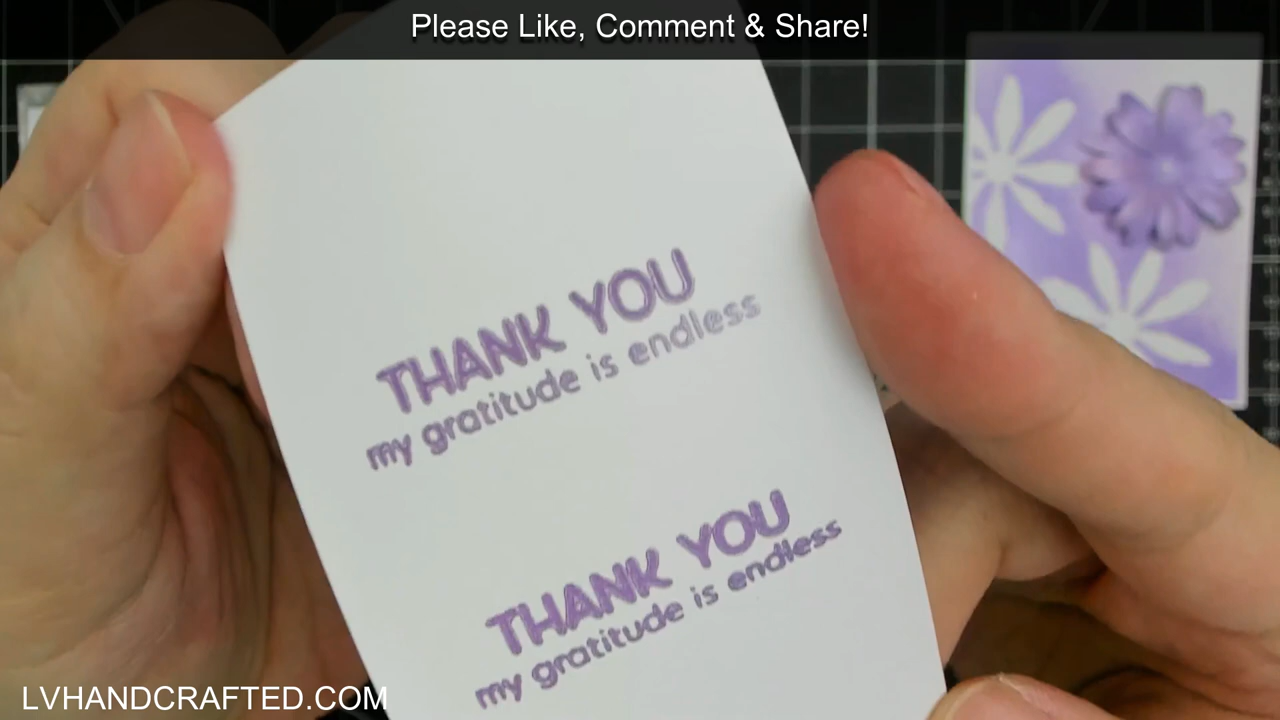 Please Like, Comment & Share!
THANK YOU
my gratitude is endless
THANK YOU
my gratitude is endless
LVHANDCRAFTED.COM